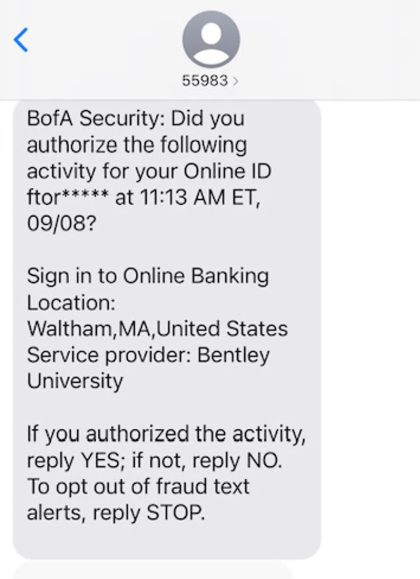 55983
BofA Security: Did you
authorize the following
activity for your Online ID
ftor***** at 11:13 AM ET,
09/08?
Sign in to Online Banking
Location:
Waltham,MA,United States
Service provider: Bentley
University
If you authorized the activity,
reply YES; if not, reply NO.
To opt out of fraud text
alerts, reply STOP.